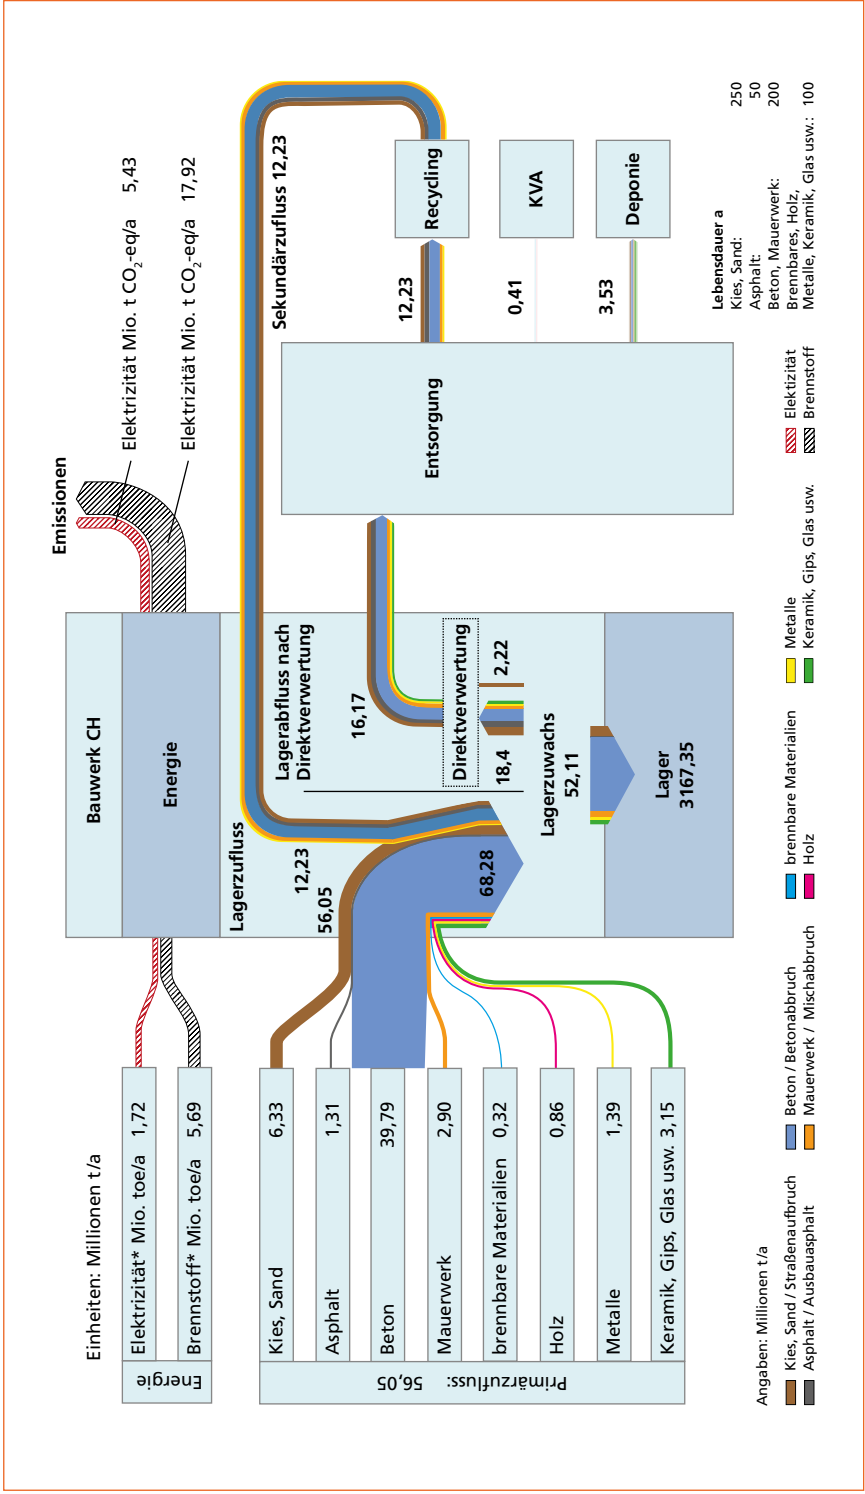 Einheiten: Millionen t/a
Energie
Elektrizität* Mio. toe/a 1,72
Brennstoff* Mio. toe/a 5,69
Primärzufluss: 56,05
Kies, Sand 6,33
Asphalt 1,31
Beton 39,79
Mauerwerk 2,90
brennbare Materialien 0,32
Holz 0,86
Metalle 1,39
Keramik, Gips, Glas usw. 3,15
Bauwerk CH
Energie
Emissionen
Elektrizität Mio. t CO₂-eq/a 5,43
Elektrizität Mio. t CO₂-eq/a 17,92
Lagerzufluss
12,23
56,05
68,28
Lagerabfluss nach
Direktverwertung
16,17
Direktverwertung
18,4
2,22
Lagerzuwachs
52,11
Lager
3167,35
Sekundärzufluss 12,23
Entsorgung
12,23
Recycling
0,41
KVA
3,53
Deponie
Lebensdauer a
Kies, Sand: 250
Asphalt: 50
Beton, Mauerwerk: 200
Brennbares, Holz,
Metalle, Keramik, Glas usw.: 100
Angaben: Millionen t/a
Kies, Sand / Straßenaufbruch
Asphalt / Ausbauasphalt
Beton / Betonabbruch
Mauerwerk / Mischabbruch
brennbare Materialien
Holz
Metalle
Keramik, Gips, Glas usw.
Elektizität
Brennstoff